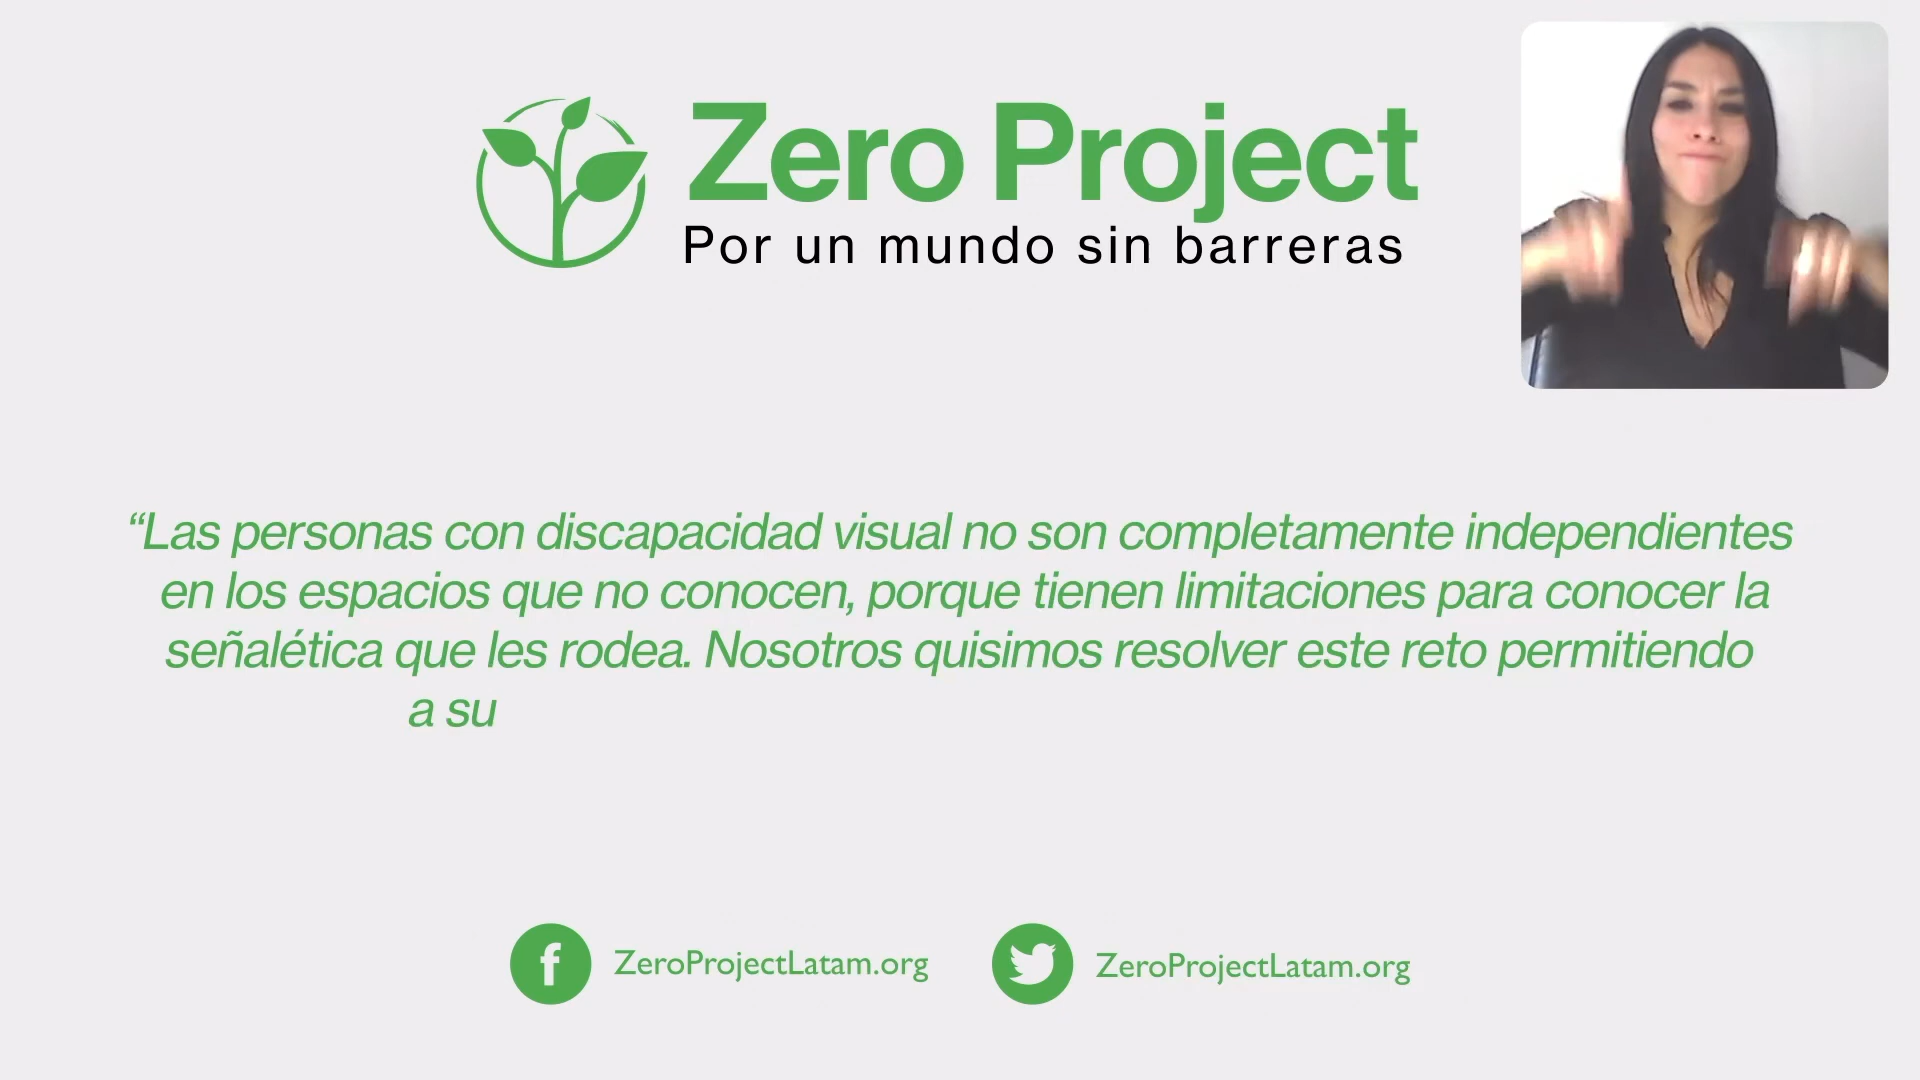 Zero Project
Por un mundo sin barreras
“Las personas con discapacidad visual no son completamente independientes
en los espacios que no conocen, porque tienen limitaciones para conocer la
señalética que les rodea. Nosotros quisimos resolver este reto permitiendo
a su
ZeroProjectLatam.org
ZeroProjectLatam.org